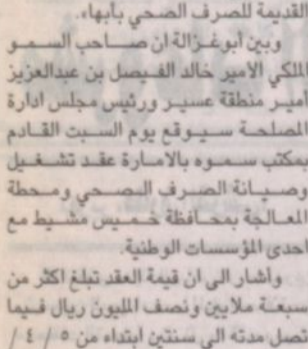 القديمة للصرف الصحي بأبهاء.
وبين أبوغزالة ان صاحب السمو
الملكي الامير خالد الفيصل بن عبدالعزيز
أمير منطقة عسير ورئيس مجلس ادارة
المصلحة سيوقع يوم السبت القادم
بمكتب سموه بالامارة عقد تشغيل
وصيانة الصرف الصحي ومحطة
المعالجة بمحافظة خميس مشيط مع
احدى المؤسسات الوطنية.
وأشار الى ان قيمة العقد تبلغ اكثر من
سبعة ملايين ونصف المليون ريال فيما
تصل مدته الى سنتين ابتداء من ٥ / ٤ /